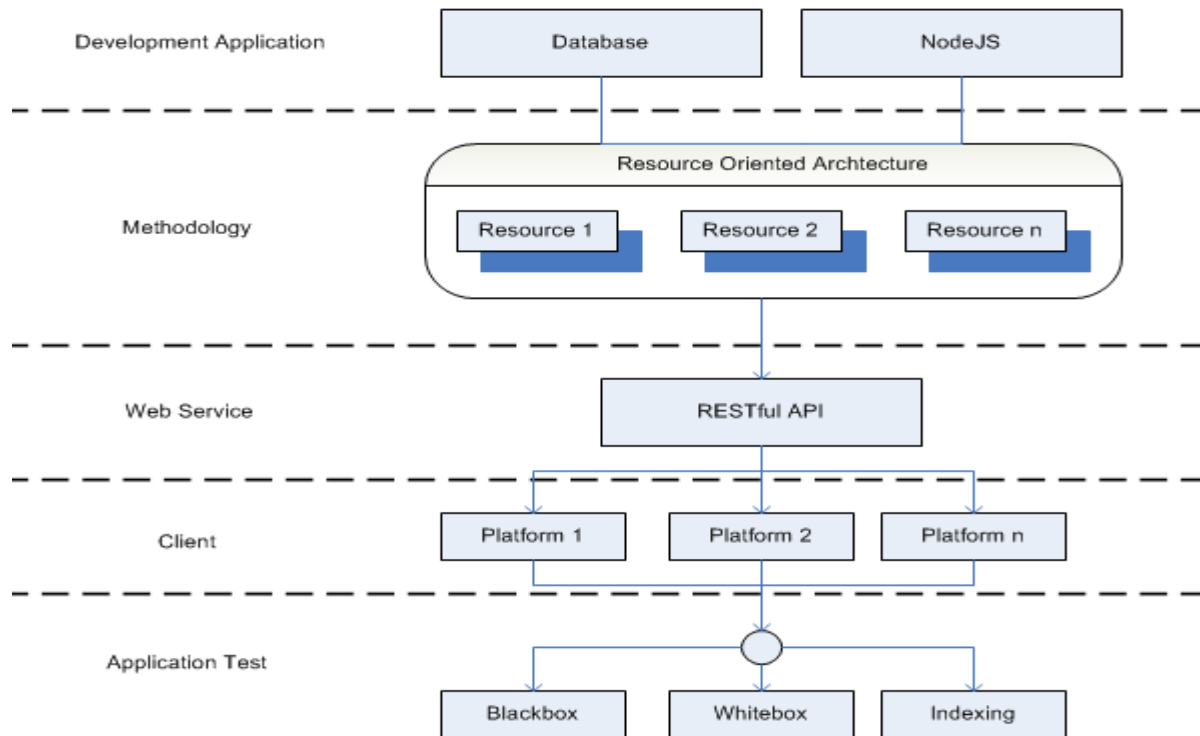 Development Application
Database
NodeJS
Resource Oriented Archtecture
Methodology
Resource 1
Resource 2
Resource n
Web Service
RESTful API
Client
Platform 1
Platform 2
Platform n
Application Test
Blackbox
Whitebox
Indexing